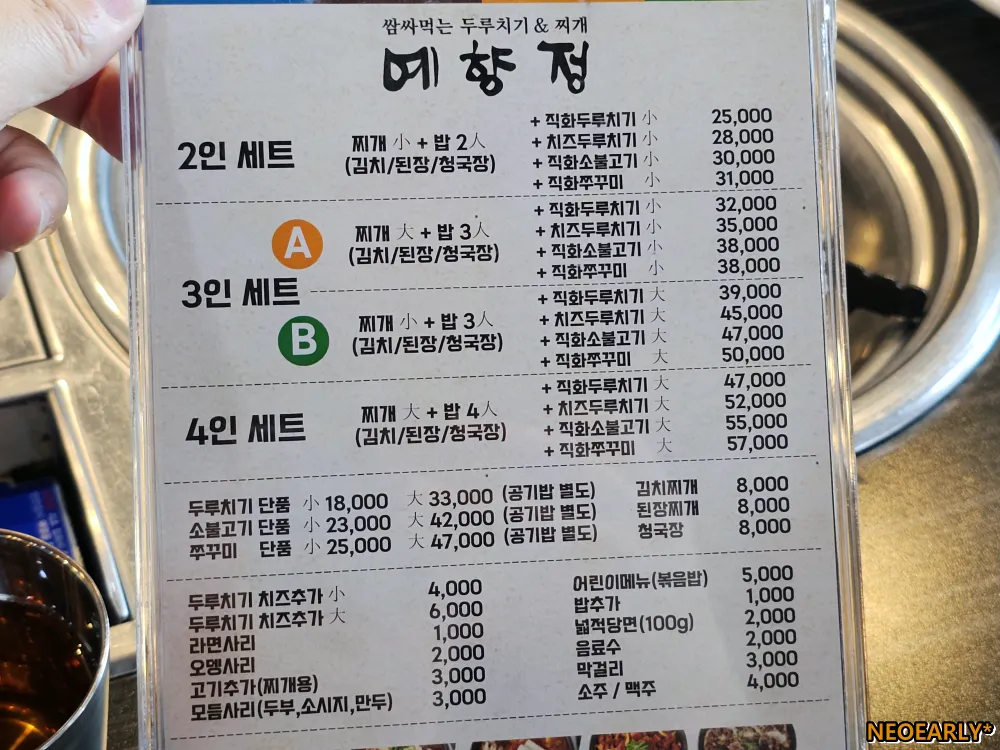 쌈싸먹는 두루치기 & 찌개
예향정
2인 세트
찌개 小 + 밥 2人
(김치/된장/청국장)
+ 직화두루치기 小 25,000
+ 치즈두루치기 小 28,000
+ 직화소불고기 小 30,000
+ 직화쭈꾸미 小 31,000
3인 세트
A
찌개 大 + 밥 3人
(김치/된장/청국장)
+ 직화두루치기 小 32,000
+ 치즈두루치기 小 35,000
+ 직화소불고기 小 38,000
+ 직화쭈꾸미 小 38,000
B
찌개 小 + 밥 3人
(김치/된장/청국장)
+ 직화두루치기 大 39,000
+ 치즈두루치기 大 45,000
+ 직화소불고기 大 47,000
+ 직화쭈꾸미 大 50,000
4인 세트
찌개 大 + 밥 4人
(김치/된장/청국장)
+ 직화두루치기 大 47,000
+ 치즈두루치기 大 52,000
+ 직화소불고기 大 55,000
+ 직화쭈꾸미 大 57,000
두루치기 단품 小 18,000 大 33,000 (공기밥 별도)
소불고기 단품 小 23,000 大 42,000 (공기밥 별도)
쭈꾸미 단품 小 25,000 大 47,000 (공기밥 별도)
김치찌개 8,000
된장찌개 8,000
청국장 8,000
두루치기 치즈추가 小 4,000
두루치기 치즈추가 大 6,000
라면사리 1,000
오뎅사리 2,000
고기추가(찌개용) 3,000
모듬사리(두부,소시지,만두) 3,000
어린이메뉴(볶음밥) 5,000
밥추가 1,000
넓적당면(100g) 2,000
음료수 2,000
막걸리 3,000
소주 / 맥주 4,000
NEOEARLY*